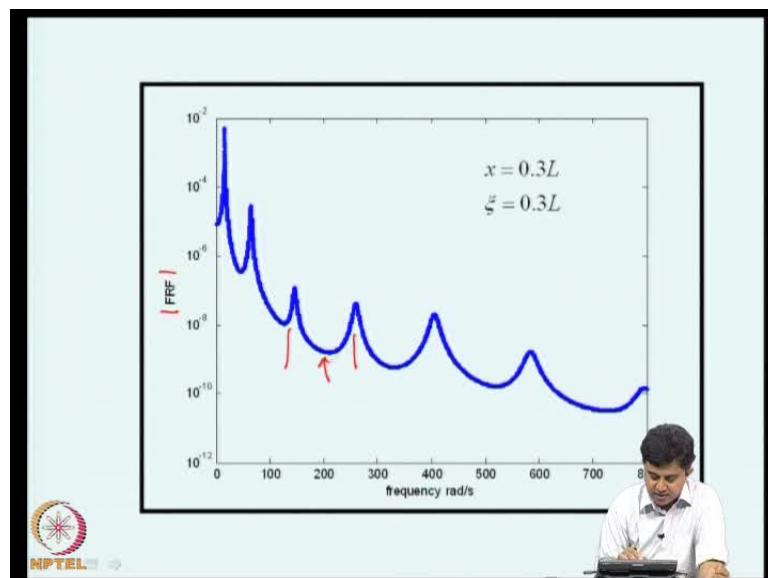 x = 0.3L
ξ = 0.3L
10^-2
10^-4
10^-6
10^-8
10^-10
10^-12
|FRF|
0 100 200 300 400 500 600 700
frequency rad/s
NPTEL